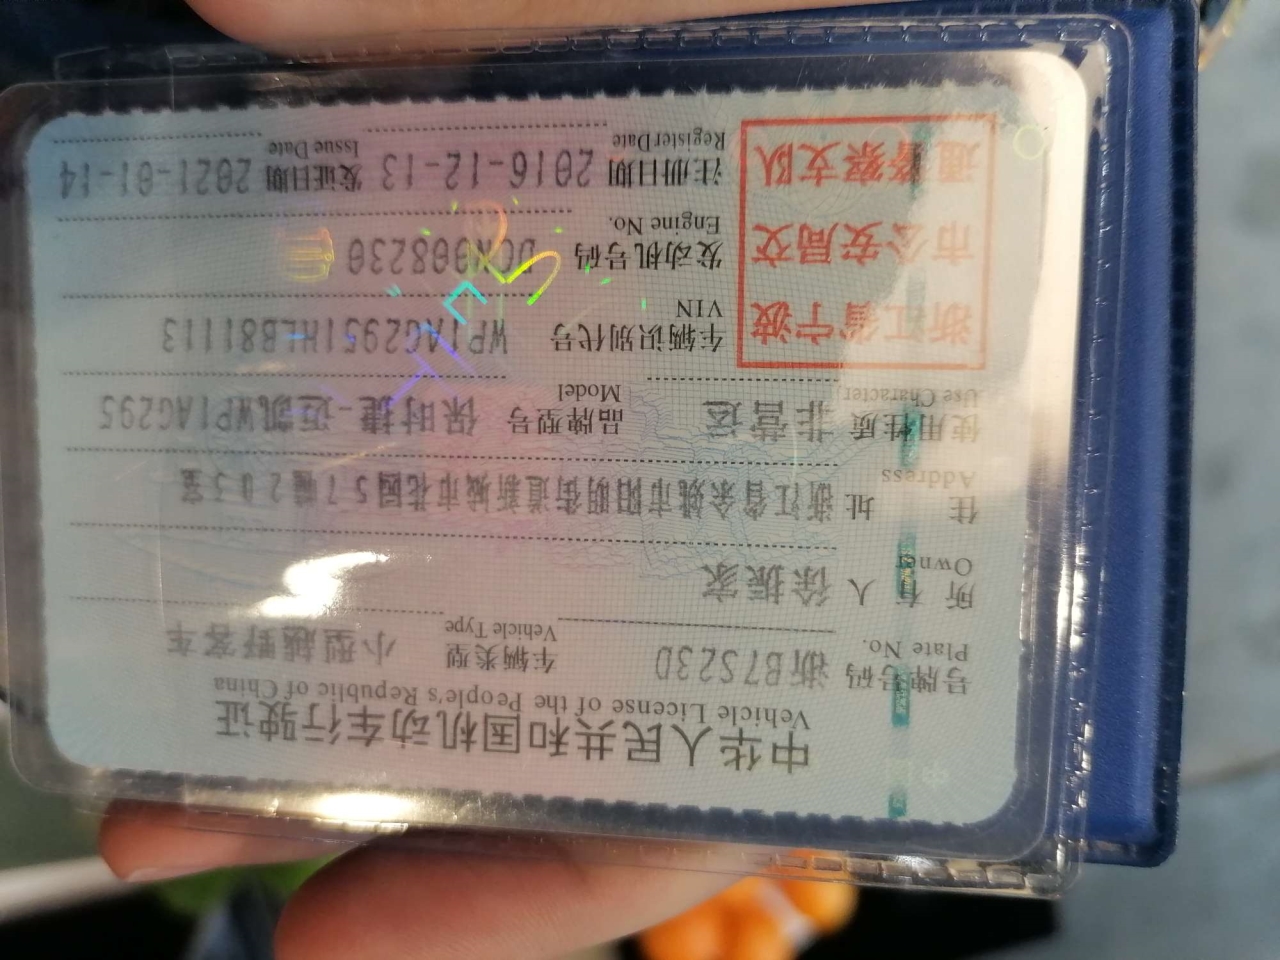 中华人民共和国机动车行驶证
Vehicle License of the People's Republic of China
号牌号码 浙B7S23D 车辆类型 小型越野客车
Plate No. Vehicle Type
所有人 徐振家
Owner
住址 浙江省余姚市阳明街道新城市花园57幢203室
Address
使用性质 非营运 品牌型号 保时捷-迈凯WP1AG295
Use Character Model
浙江省宁波
市公安局交
通警察支队
车辆识别代号 WP1AG2951HLB81113
VIN
发动机号码 DCN008230
Engine No.
注册日期 2016-12-13 发证日期 2021-01-14
Register Date Issue Date